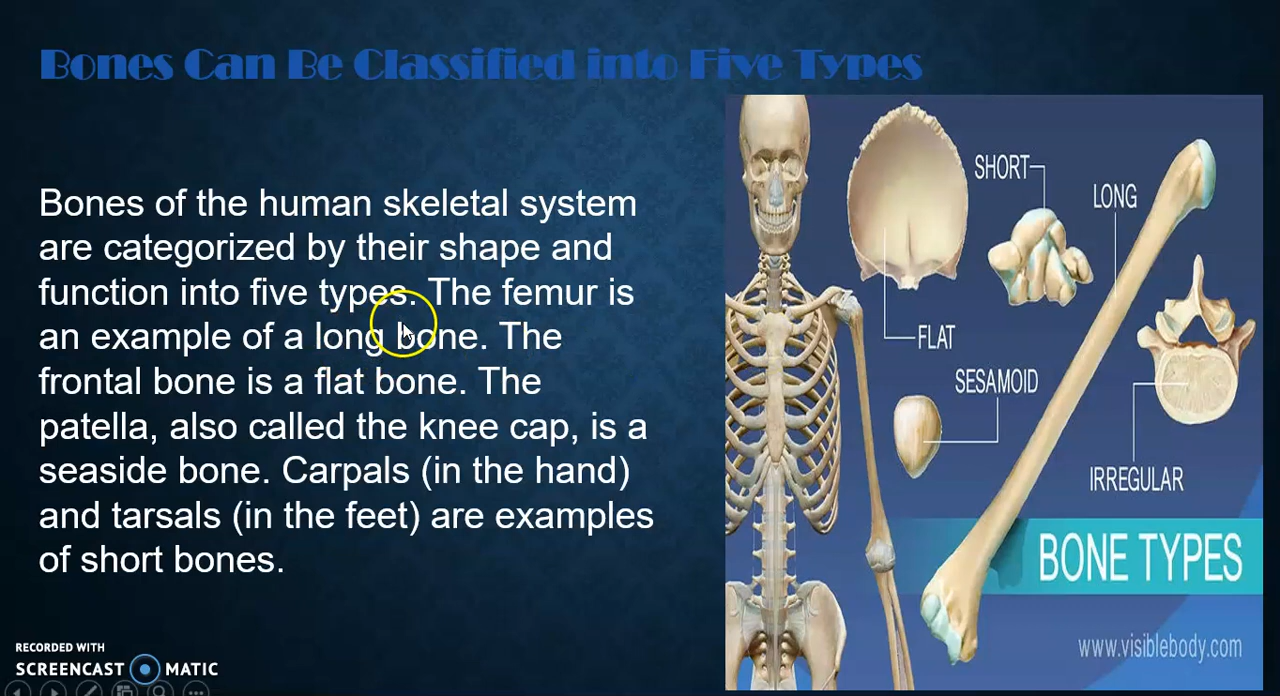 Bones Can Be Classified into Five Types
Bones of the human skeletal system
are categorized by their shape and
function into five types. The femur is
an example of a long bone. The
frontal bone is a flat bone. The
patella, also called the knee cap, is a
seaside bone. Carpals (in the hand)
and tarsals (in the feet) are examples
of short bones.
SHORT
LONG
FLAT
SESAMOID
IRREGULAR
BONE TYPES
www.visiblebody.com
RECORDED WITH
SCREENCAST MATIC